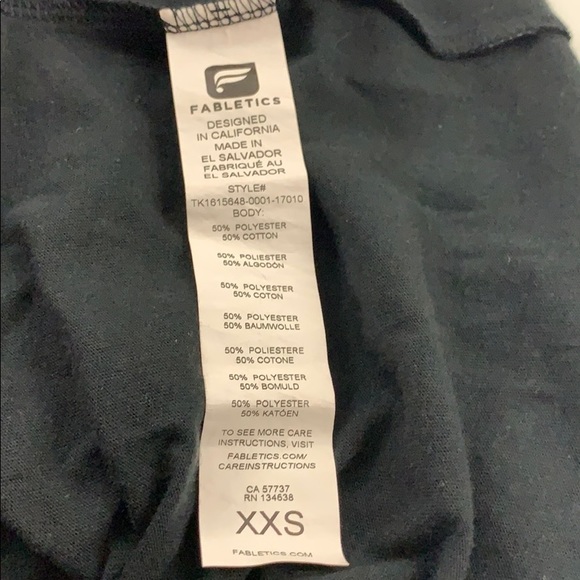 FABLETICS
DESIGNED
IN CALIFORNIA
MADE IN
EL SALVADOR
FABRIQUÉ AU
EL SALVADOR
STYLE#
TK1615648-0001-17010
BODY:
50% POLYESTER
50% COTTON
50% POLIESTER
50% ALGODÓN
50% POLYESTER
50% COTON
50% POLYESTER
50% BAUMWOLLE
50% POLIESTERE
50% COTONE
50% POLYESTER
50% BOMULD
50% POLYESTER
50% KATÓEN
TO SEE MORE CARE
INSTRUCTIONS, VISIT
FABLETICS.COM/
CAREINSTRUCTIONS
CA 57737
RN 134638
XXS
FABLETICS.COM